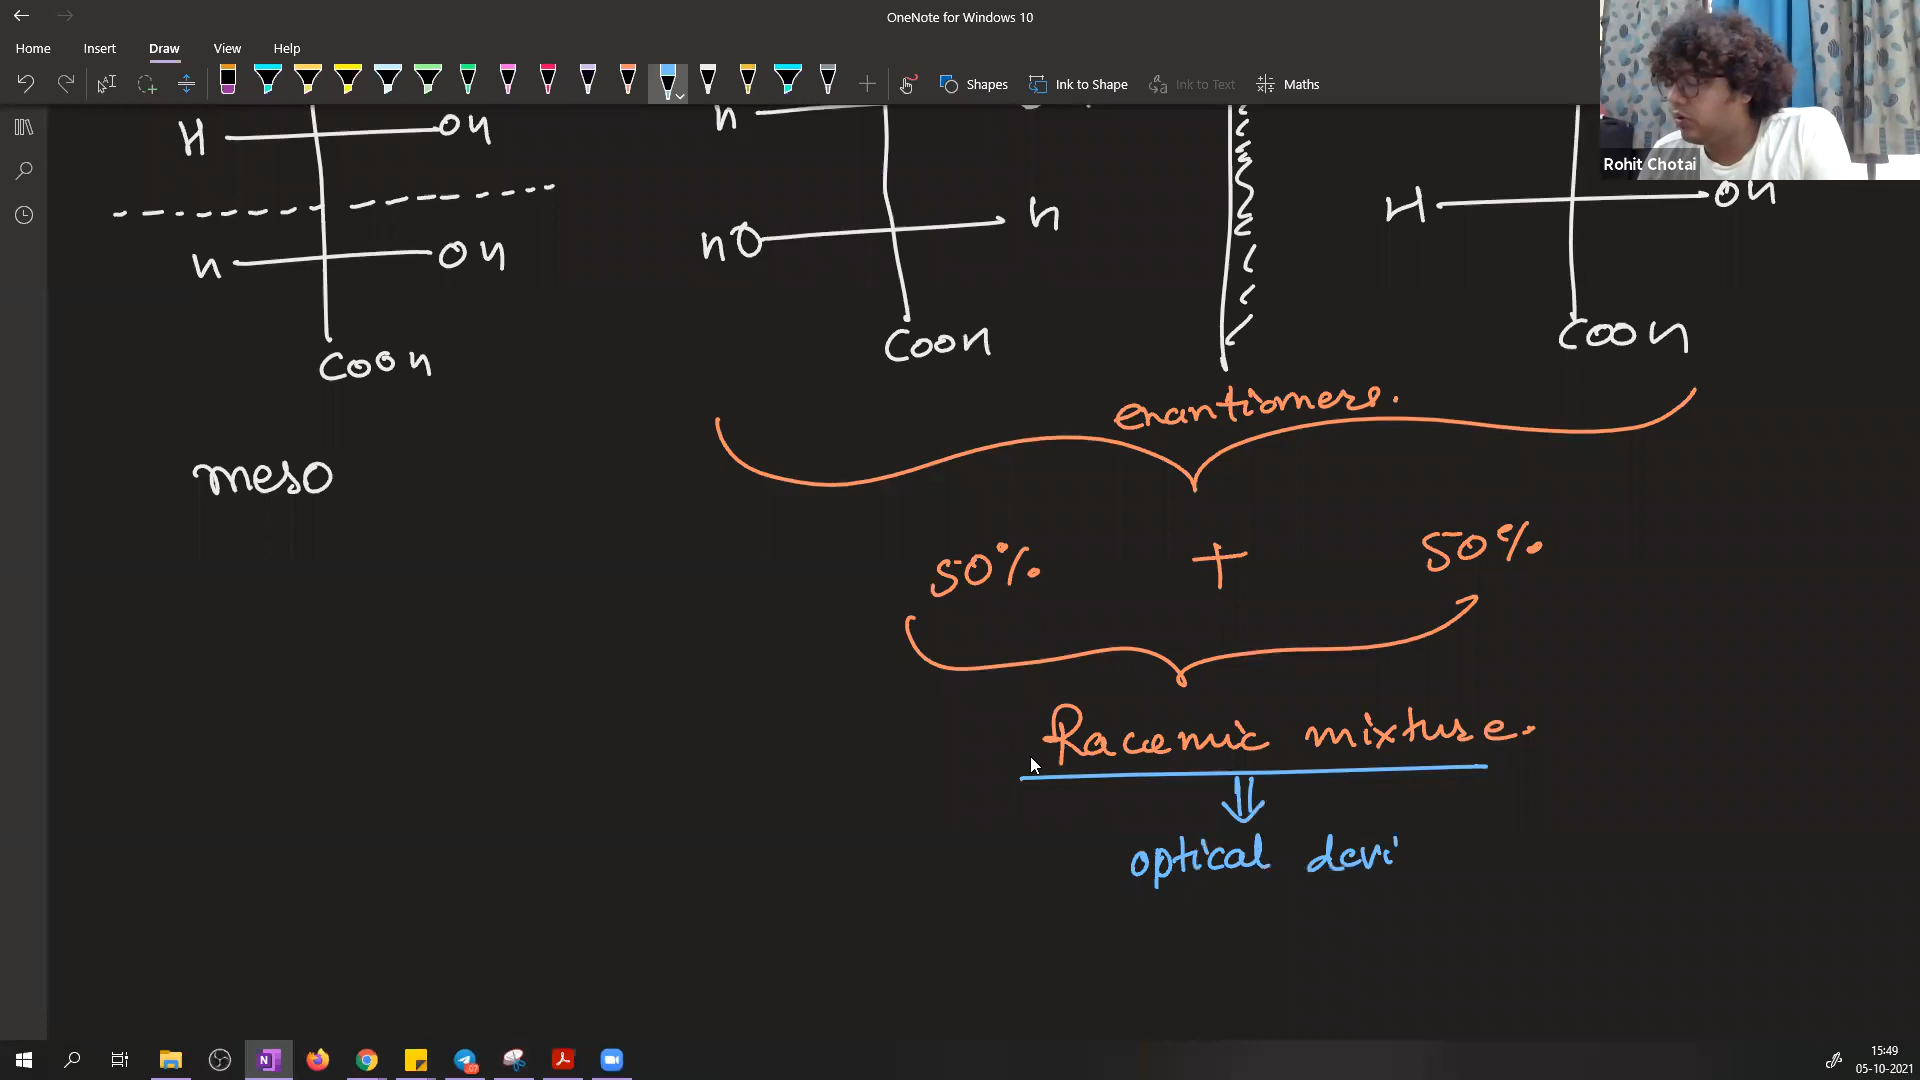 OneNote for Windows 10
Home Insert Draw View Help
Shapes Ink to Shape Ink to Text Maths
Rohit Chotai
H OH
H OH
COOH
meso
H
HO H
COOH
H OH
COOH
enantiomers.
50% + 50%
Racemic mixture.
optical devi
15:49
05-10-2021